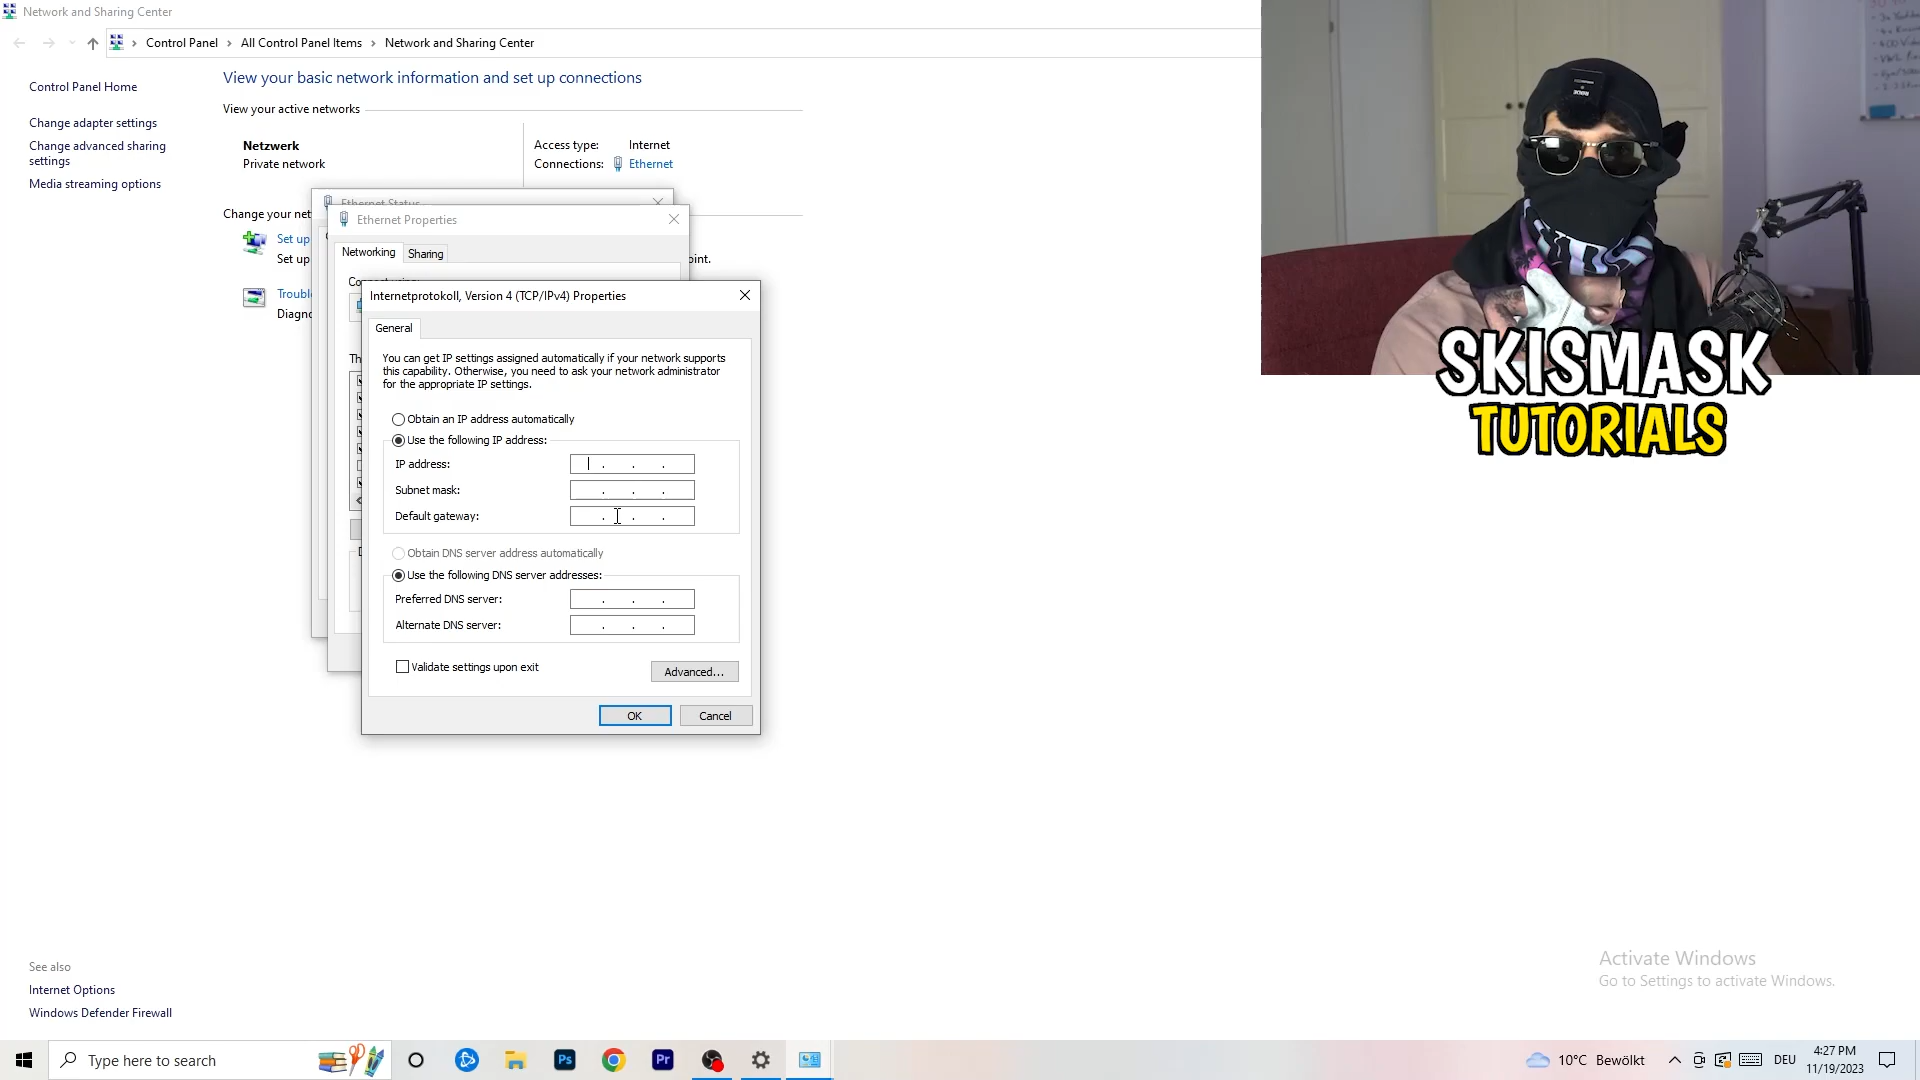 Network and Sharing Center
Control Panel
All Control Panel Items
Network and Sharing Center
Control Panel Home
Change adapter settings
Change advanced sharing
settings
Media streaming options
View your basic network information and set up connections
View your active networks
Netzwerk
Private network
Access type: Internet
Connections: Ethernet
Change your net
Set up
Set up
oint.
Troubl
Diagno
Ethernet Status
Ethernet Properties
Networking
Sharing
Internetprotokoll, Version 4 (TCP/IPv4) Properties
General
You can get IP settings assigned automatically if your network supports
this capability. Otherwise, you need to ask your network administrator
for the appropriate IP settings.
Obtain an IP address automatically
Use the following IP address:
IP address:
Subnet mask:
Default gateway:
Obtain DNS server address automatically
Use the following DNS server addresses:
Preferred DNS server:
Alternate DNS server:
Validate settings upon exit
Advanced...
OK
Cancel
SKISMASK
TUTORIALS
RODE
Activate Windows
Go to Settings to activate Windows.
See also
Internet Options
Windows Defender Firewall
Type here to search
Ps
Pr
10°C Bewölkt
DEU
4:27 PM
11/19/2023